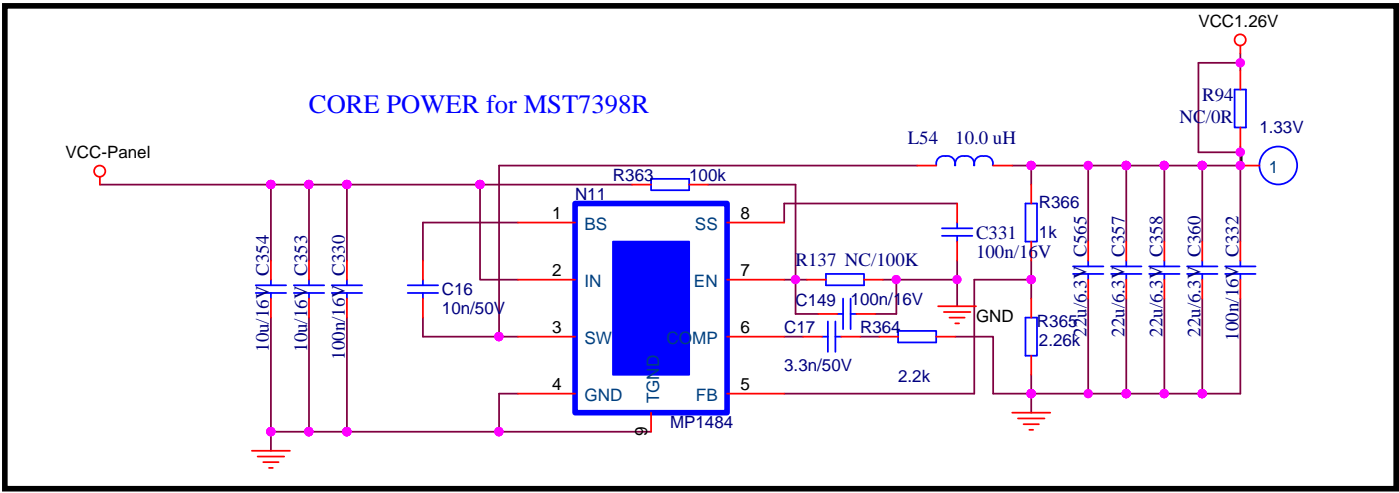 VCC1.26V
CORE POWER for MST7398R
R94
NC/0R
1.33V
L54 10.0 uH
VCC-Panel
1
R363 100k
N11
1 BS
SS 8
R366
1k
C331
100n/16V
10u/16V C354
10u/16V C353
100n/16V C330
C16
10n/50V
2 IN
EN 7
R137 NC/100K
C149 100n/16V
GND
22u/6.3V C565
22u/6.3V C357
22u/6.3V C358
22u/6.3V C360
100n/16V C332
3 SW
COMP 6
C17 R364
3.3n/50V
2.2k
R365
2.26k
4 GND
TGND
FB 5
9
MP1484